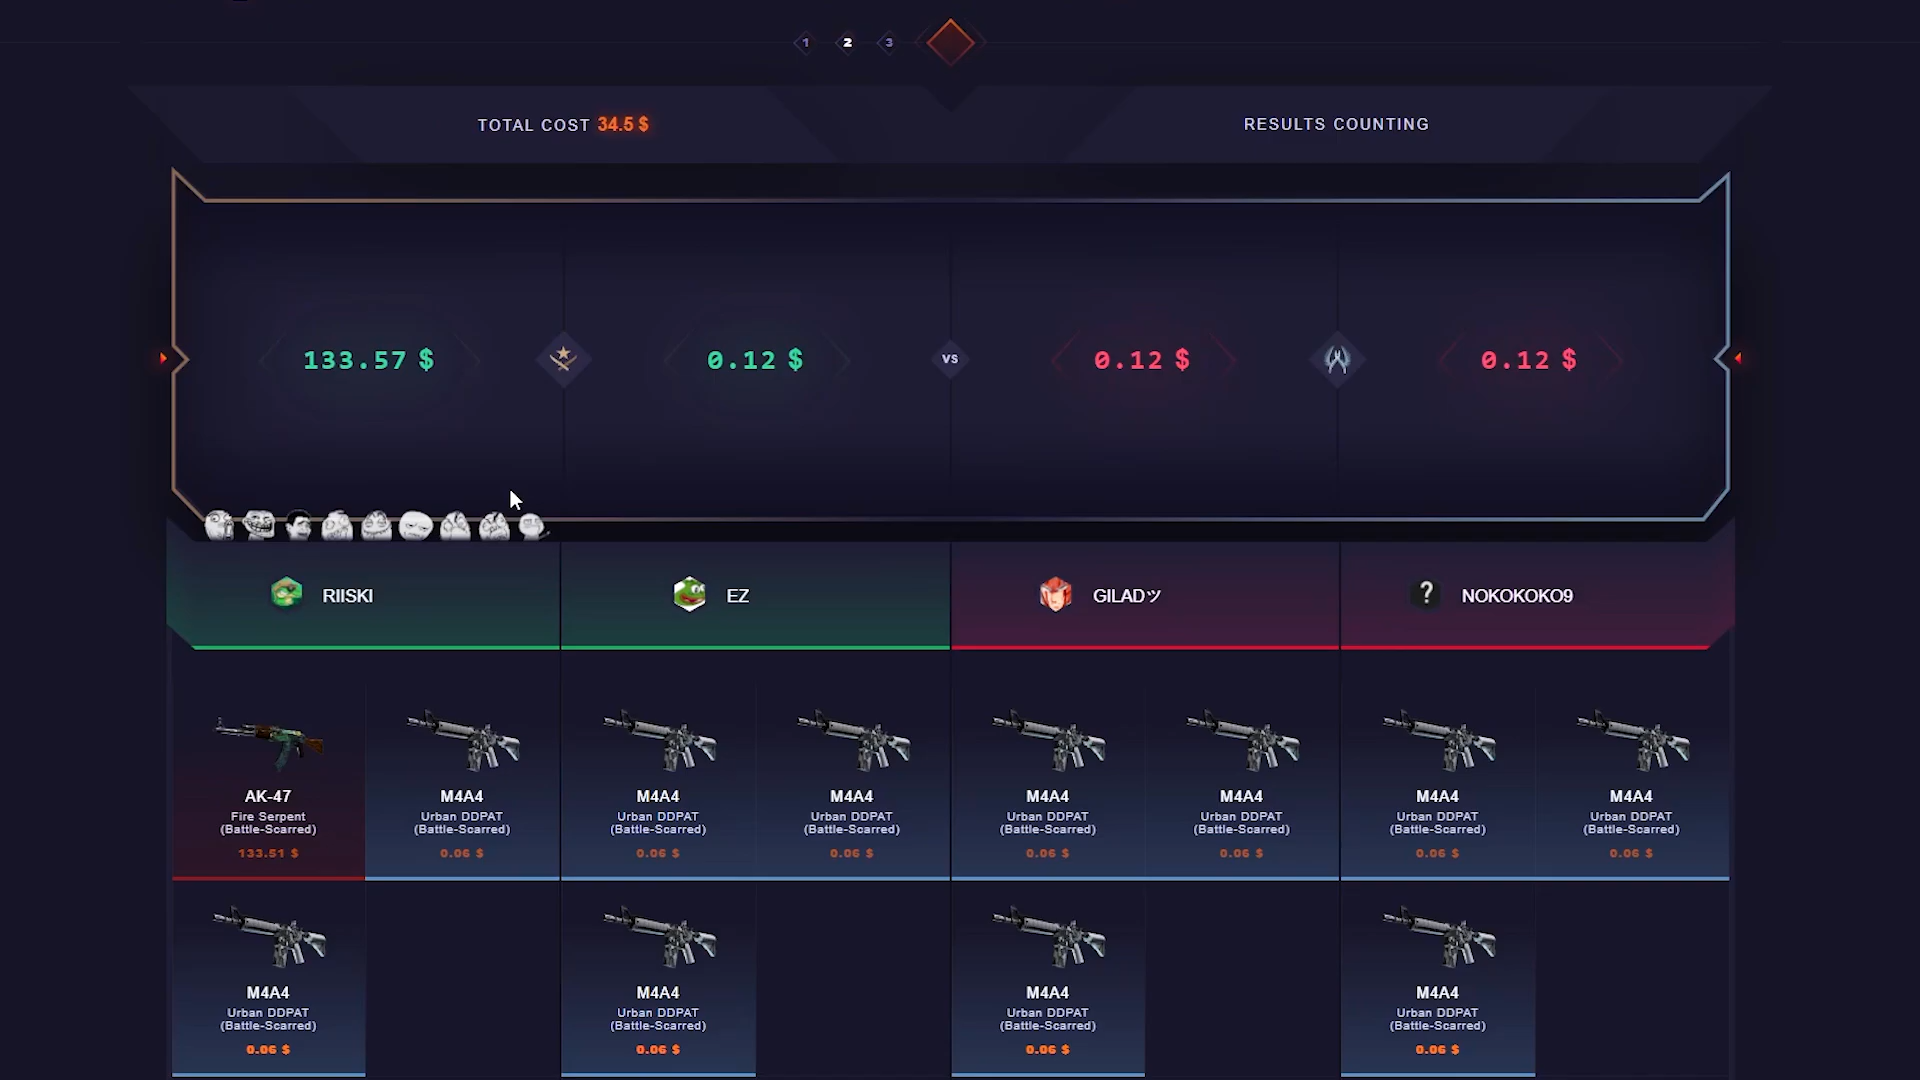 1 2 3
TOTAL COST 34.5 $
RESULTS COUNTING
133.57 $
0.12 $
VS
0.12 $
0.12 $
RIISKI
EZ
GILADツ
? NOKOKOKO9
AK-47
Fire Serpent
(Battle-Scarred)
133.51 $
M4A4
Urban DDPAT
(Battle-Scarred)
0.06 $
M4A4
Urban DDPAT
(Battle-Scarred)
0.06 $
M4A4
Urban DDPAT
(Battle-Scarred)
0.06 $
M4A4
Urban DDPAT
(Battle-Scarred)
0.06 $
M4A4
Urban DDPAT
(Battle-Scarred)
0.06 $
M4A4
Urban DDPAT
(Battle-Scarred)
0.06 $
M4A4
Urban DDPAT
(Battle-Scarred)
0.06 $
M4A4
Urban DDPAT
(Battle-Scarred)
0.06 $
M4A4
Urban DDPAT
(Battle-Scarred)
0.06 $
M4A4
Urban DDPAT
(Battle-Scarred)
0.06 $
M4A4
Urban DDPAT
(Battle-Scarred)
0.06 $